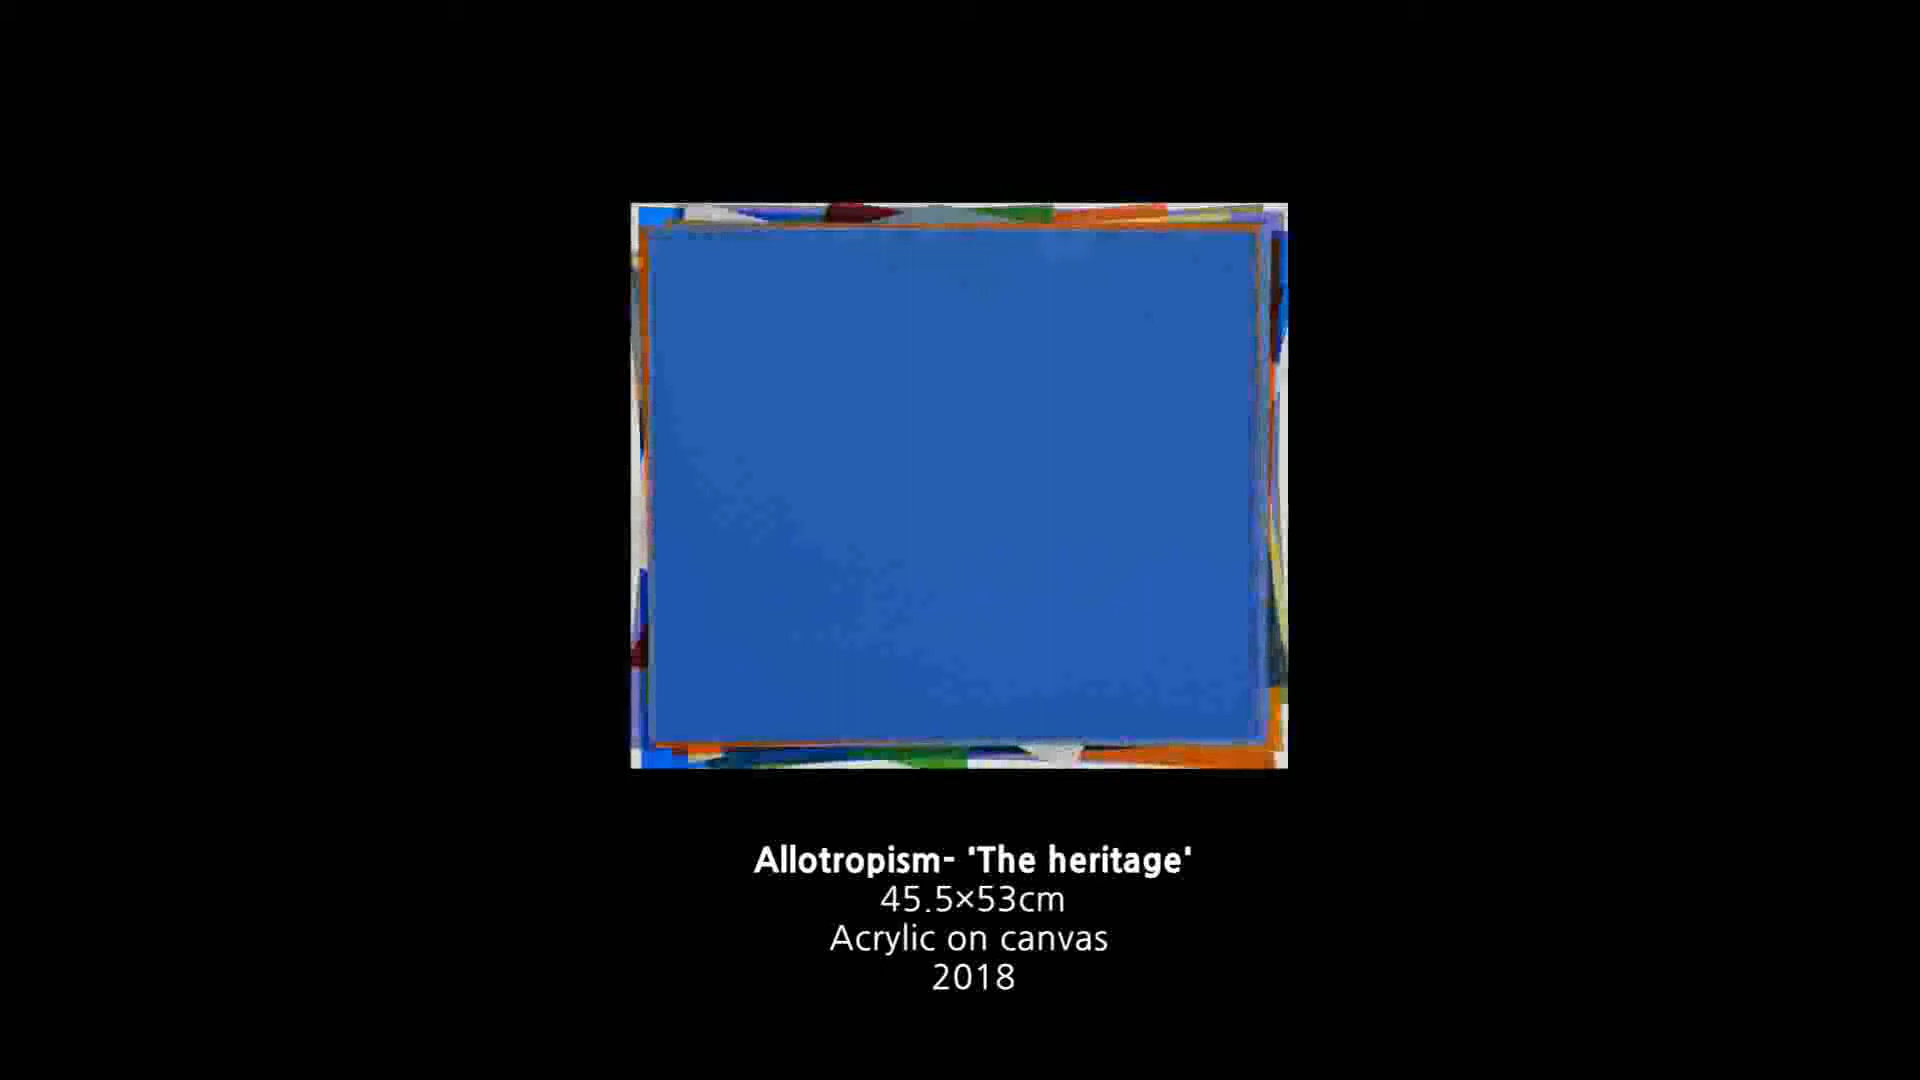 Allotropism- 'The heritage'
45.5×53cm
Acrylic on canvas
2018